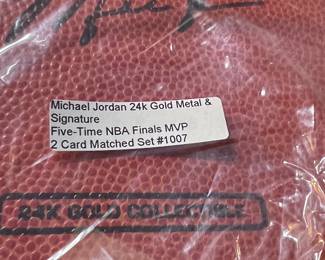 Michael Jordan 24k Gold Metal &
Signature
Five-Time NBA Finals MVP
2 Card Matched Set #1007
24K GOLD COLLECTIBLE